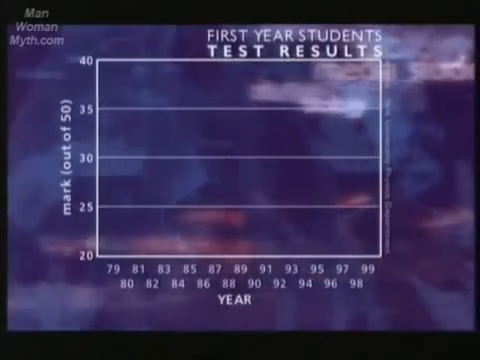 Man
Woman
Myth.com
FIRST YEAR STUDENTS
TEST RESULTS
40
35
30
25
20
mark (out of 50)
79 81 83 85 87 89 91 93 95 97 99
80 82 84 86 88 90 92 94 96 98
YEAR